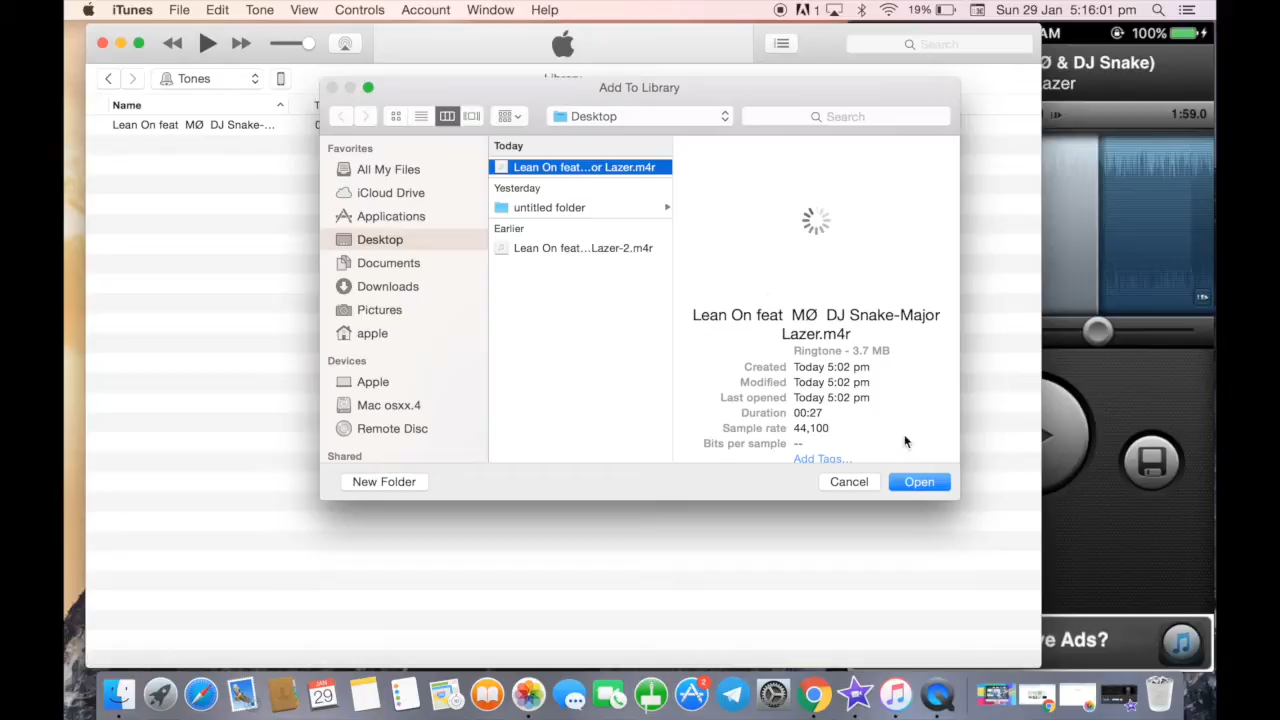 iTunes File Edit View Controls Account Window Help 1 19% Sun 29 Jan 5:16:01 pm
AM 100%
Search
Ø & DJ Snake)
azer
Tones
1:59.0
Add To Library
Name
Lean On feat MØ DJ Snake-...
Desktop
Search
Favorites
All My Files
iCloud Drive
Applications
Desktop
Documents
Downloads
Pictures
apple
Devices
Apple
Mac osxx.4
Remote Disc
Shared
Today
Lean On feat...or Lazer.m4r
Yesterday
untitled folder
Earlier
Lean On feat...Lazer-2.m4r
Lean On feat MØ DJ Snake-Major
Lazer.m4r
Ringtone - 3.7 MB
Created Today 5:02 pm
Modified Today 5:02 pm
Last opened Today 5:02 pm
Duration 00:27
Sample rate 44,100
Bits per sample --
Add Tags...
New Folder
Cancel
Open
e Ads?
JAN
29
2